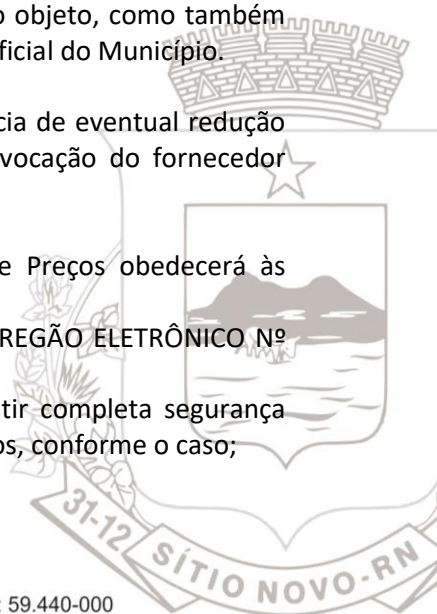 o objeto, como também
ficial do Município.
cia de eventual redução
vocação do fornecedor
e Preços obedecerá às
REGÃO ELETRÔNICO Nº
tir completa segurança
os, conforme o caso;
31-12 SÍTIO NOVO-RN
: 59.440-000